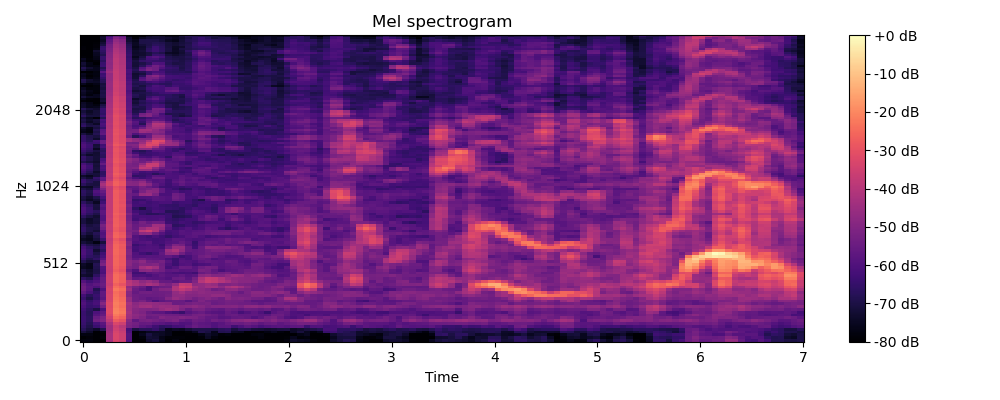 Mel spectrogram
+0 dB
-10 dB
2048
-20 dB
-30 dB
Hz
1024
-40 dB
-50 dB
512
-60 dB
-70 dB
0
-80 dB
0 1 2 3 4 5 6 7
Time